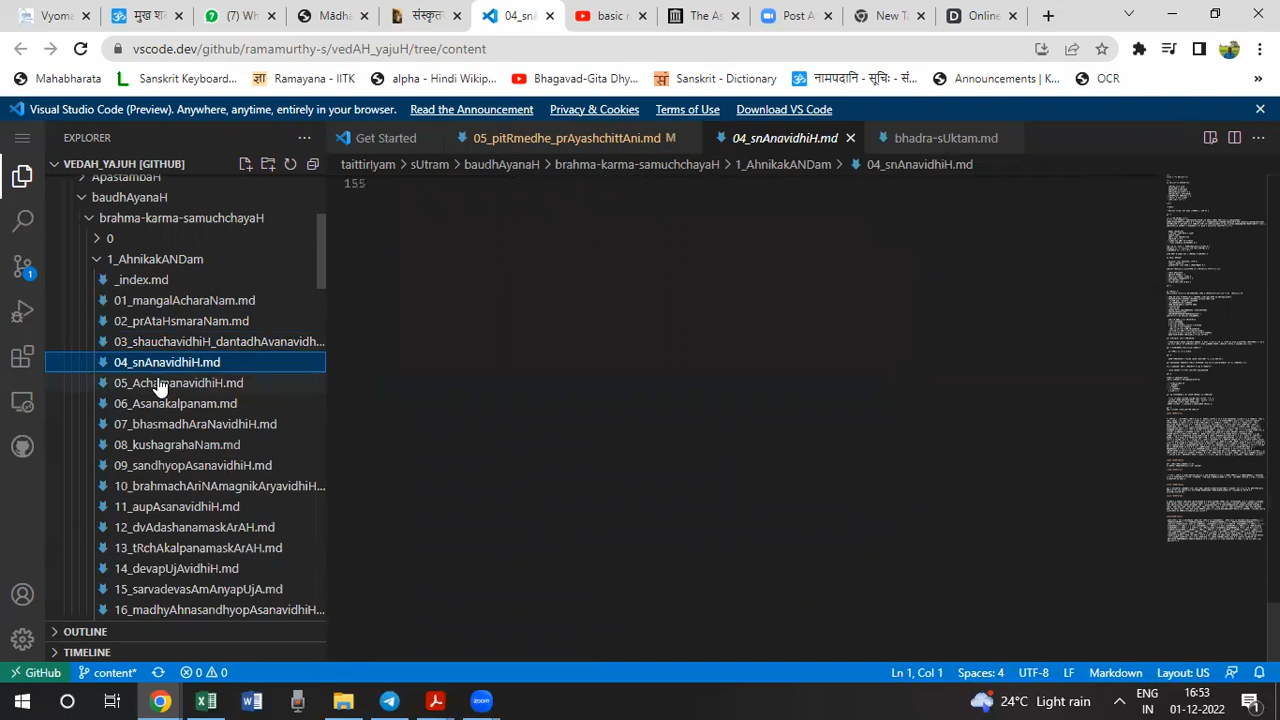 Vyoma
मुख श
(7) Wh
Mādha
संस्कृत
04_snA
basic r
The A
Post A
New Ta
Online
vscode.dev/github/ramamurthy-s/vedAH_yajuH/tree/content
Mahabharata
Sanskrit Keyboard...
Ramayana - IITK
alpha - Hindi Wikip...
Bhagavad-Gita Dhy...
Sanskrit - Dictionary
नामपदानि - सूचिः - सं...
Announcements | K...
OCR
Visual Studio Code (Preview). Anywhere, anytime, entirely in your browser. Read the Announcement Privacy & Cookies Terms of Use Download VS Code
EXPLORER
Get Started
05_pitRmedhe_prAyashchittAni.md M
04_snAnavidhiH.md
bhadra-sUktam.md
VEDAH_YAJUH [GITHUB]
taittiriyam > sUtram > baudhAyanaH > brahma-karma-samuchchayaH > 1_AhnikakANDam > 04_snAnavidhiH.md
ApastambaH
155
baudhAyanaH
brahma-karma-samuchchayaH
0
1_AhnikakANDam
_index.md
01_mangalAcharaNam.md
02_prAtaHsmaraNam.md
03_shauchavidhiH_dantadhAvanavidh...
04_snAnavidhiH.md
05_AchamanavidhiH.md
06_Asanakalpanam.md
07_bhasmadhAraNavidhiH.md
08_kushagrahaNam.md
09_sandhyopAsanavidhiH.md
10_brahmachAriNAmagnikAryavidhiH...
11_aupAsanavidhiH.md
12_dvAdashanamaskArAH.md
13_tRchAkalpanamaskArAH.md
14_devapUjAvidhiH.md
15_sarvadevasAmAnyapUjA.md
16_madhyAhnasandhyopAsanavidhiH...
OUTLINE
TIMELINE
1
GitHub
content*
0 0
Ln 1, Col 1
Spaces: 4
UTF-8
LF
Markdown
Layout: US
24°C Light rain
ENG
IN
16:53
01-12-2022
1